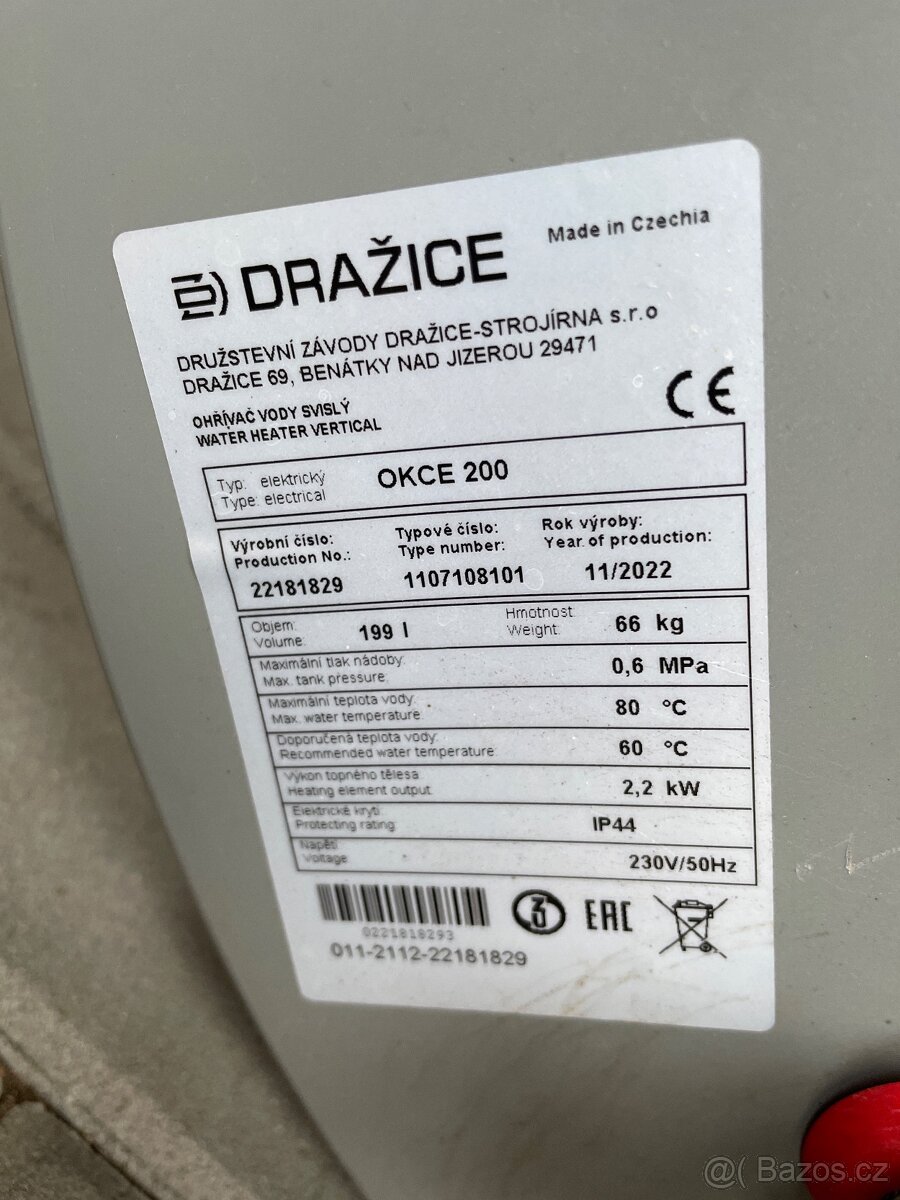 DRAŽICE
Made in Czechia
DRUŽSTEVNÍ ZÁVODY DRAŽICE-STROJÍRNA s.r.o
DRAŽICE 69, BENÁTKY NAD JIZEROU 29471
CE
OHŘÍVAČ VODY SVISLÝ
WATER HEATER VERTICAL
Typ: elektrický
Type: electrical
OKCE 200
Výrobní číslo:
Production No.:
22181829
Typové číslo:
Type number:
1107108101
Rok výroby:
Year of production:
11/2022
Objem:
Volume:
199 l
Hmotnost
Weight:
66 kg
Maximální tlak nádoby:
Max. tank pressure:
0,6 MPa
Maximální teplota vody:
Max. water temperature
80 °C
Doporučená teplota vody:
Recommended water temperature:
60 °C
Výkon topného tělesa:
Heating element output
2,2 kW
Elektrické krytí
Protecting rating
IP44
Napětí
Voltage
230V/50Hz
0221818293
011-2112-22181829
EAC
@( Bazoš.cz